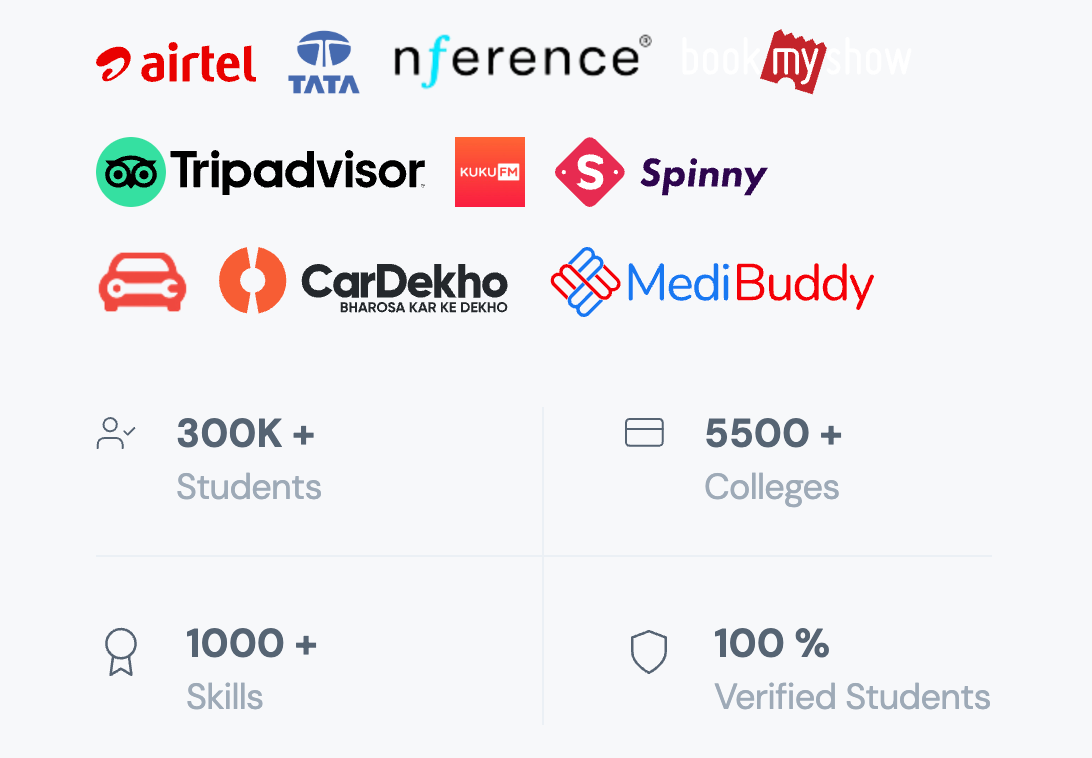 airtel TATA nference® bookmyshow
Tripadvisor KUKU FM S Spinny
CarDekho MediBuddy
BHAROSA KAR KE DEKHO
300K + 5500 +
Students Colleges
1000 + 100 %
Skills Verified Students